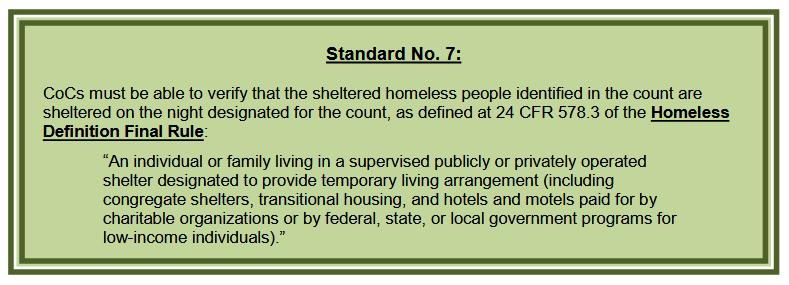 Standard No. 7:
CoCs must be able to verify that the sheltered homeless people identified in the count are
sheltered on the night designated for the count, as defined at 24 CFR 578.3 of the Homeless
Definition Final Rule:
“An individual or family living in a supervised publicly or privately operated
shelter designated to provide temporary living arrangement (including
congregate shelters, transitional housing, and hotels and motels paid for by
charitable organizations or by federal, state, or local government programs for
low-income individuals).”